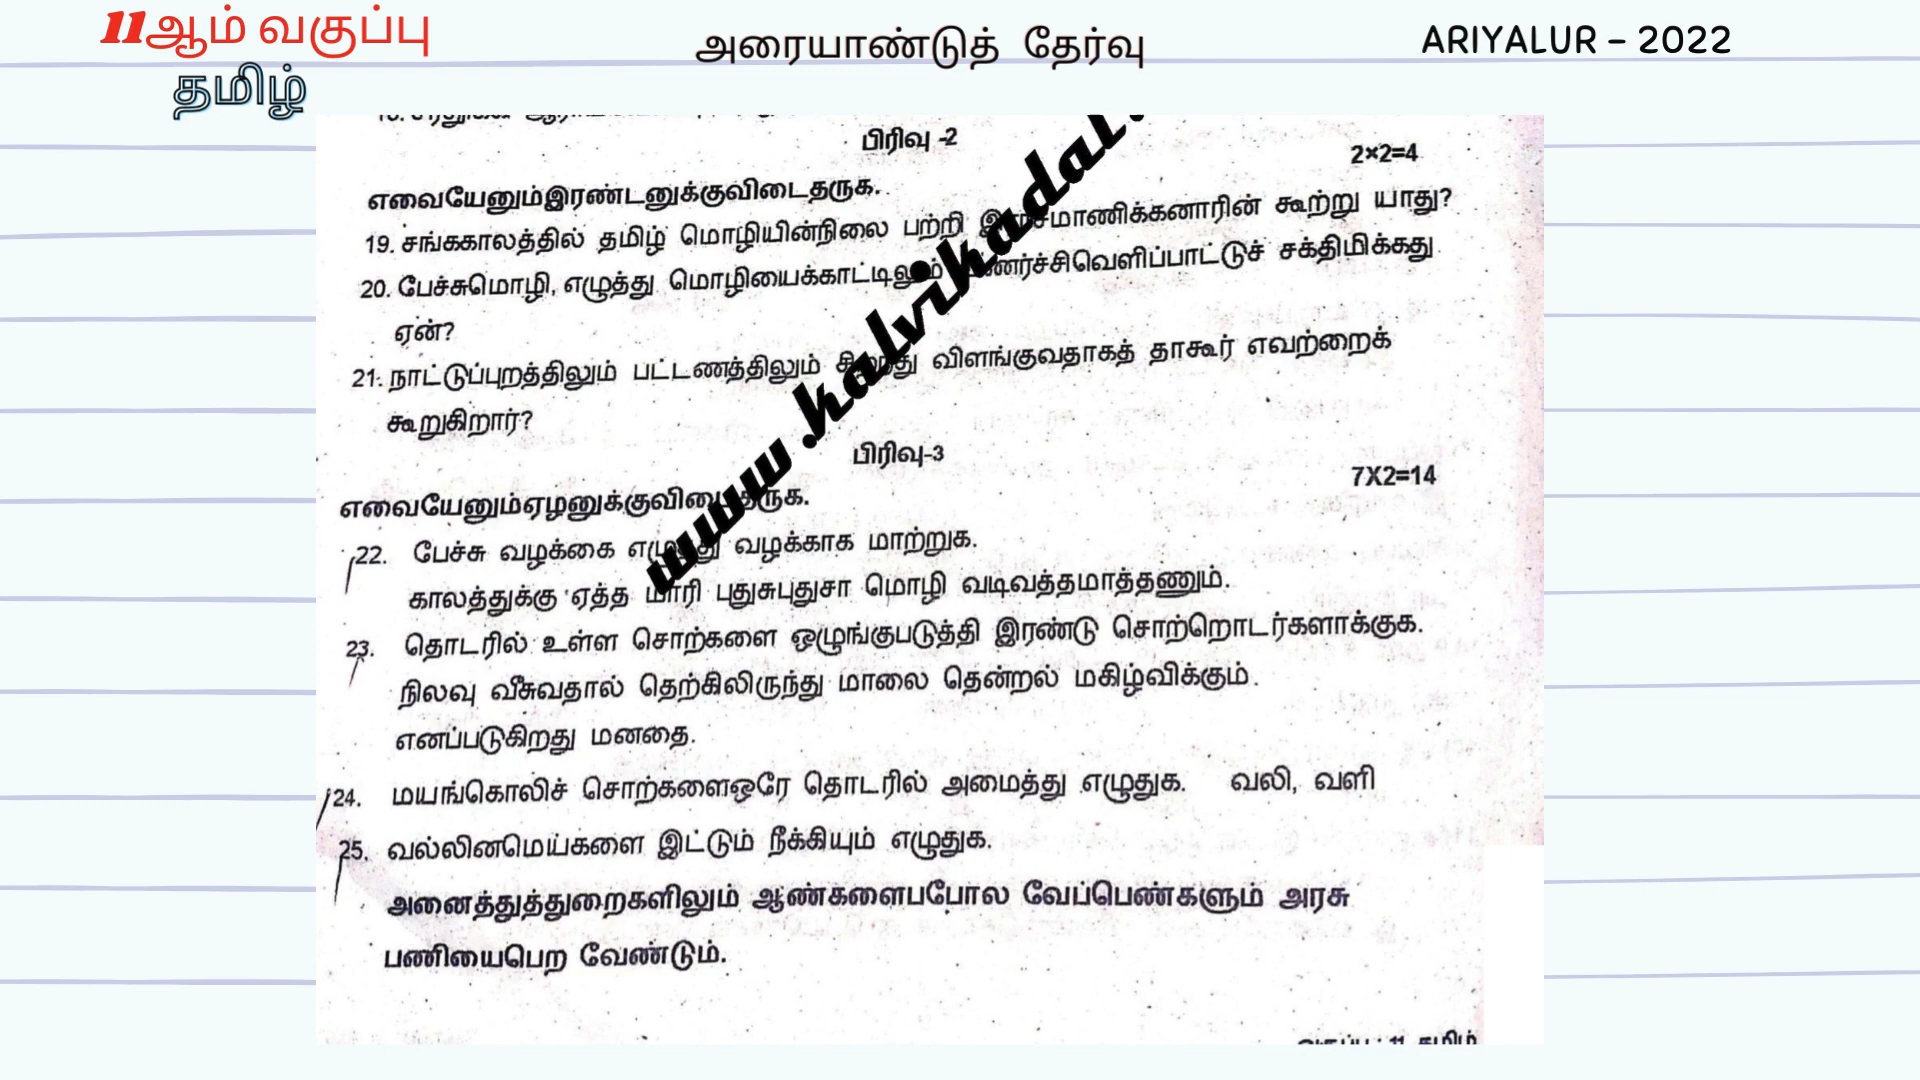 11ஆம் வகுப்பு
தமிழ்
அரையாண்டுத் தேர்வு
ARIYALUR – 2022
பிரிவு -2
2×2=4
எவையேனும்இரண்டனுக்குவிடைதருக.
19. சங்ககாலத்தில் தமிழ் மொழியின்நிலை பற்றி கூற்று யாது?
20. பேச்சுமொழி, எழுத்து மொழியைக்காட்டிலும் சக்திமிக்கது
ஏன்?
21. நாட்டுப்புறத்திலும் பட்டணத்திலும் சிறந்து விளங்குவதாகத் தாகூர் எவற்றைக்
கூறுகிறார்?
பிரிவு-3
7X2=14
எவையேனும்ஏழனுக்குவிடைதருக.
22. பேச்சு வழக்கை எழுத்து வழக்காக மாற்றுக.
காலத்துக்கு ஏத்த மாரி புதுசுபுதுசா மொழி வடிவத்தமாத்தணும்.
23. தொடரில் உள்ள சொற்களை ஒழுங்குபடுத்தி இரண்டு சொற்றொடர்களாக்குக.
நிலவு வீசுவதால் தெற்கிலிருந்து மாலை தென்றல் மகிழ்விக்கும்.
எனப்படுகிறது மனதை.
24. மயங்கொலிச் சொற்களைஒரே தொடரில் அமைத்து எழுதுக. வலி, வளி
25. வல்லினமெய்களை இட்டும் நீக்கியும் எழுதுக.
அனைத்துத்துறைகளிலும் ஆண்களைபபோல வேப்பெண்களும் அரசு
பணியைபெற வேண்டும்.
www.kalvikadal.